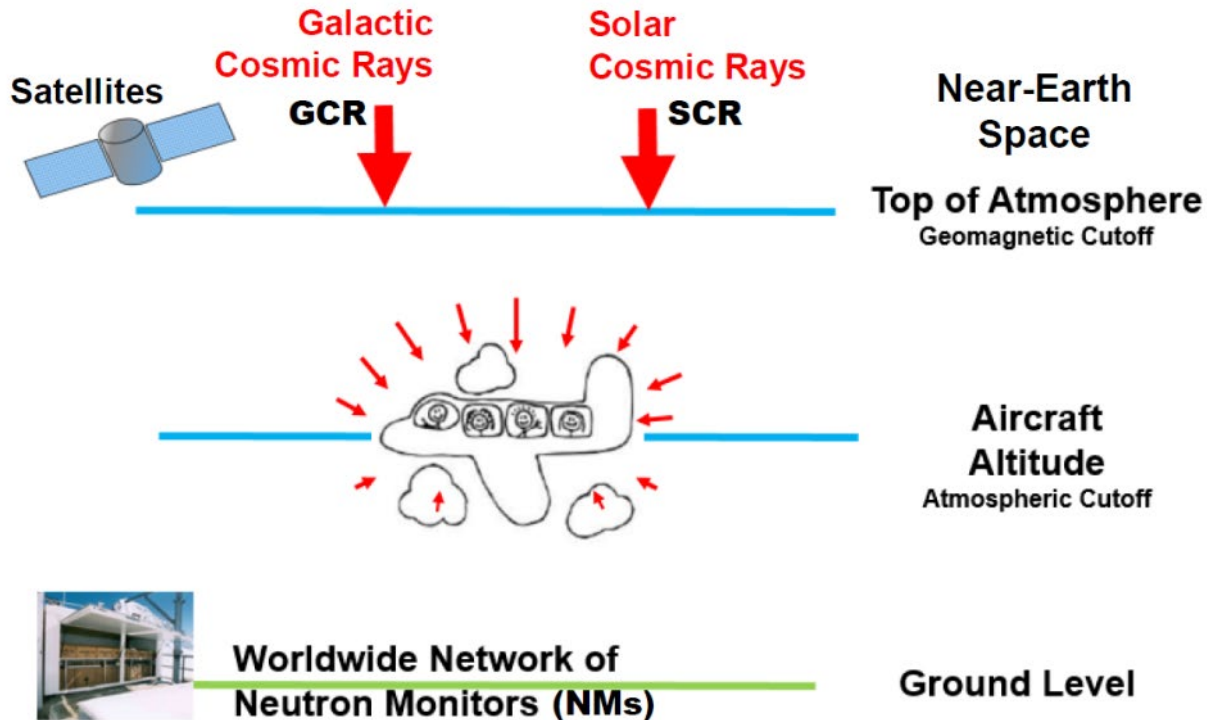 Galactic
Cosmic Rays
GCR
Solar
Cosmic Rays
SCR
Satellites
Near-Earth
Space
Top of Atmosphere
Geomagnetic Cutoff
Aircraft
Altitude
Atmospheric Cutoff
Worldwide Network of
Neutron Monitors (NMs)
Ground Level